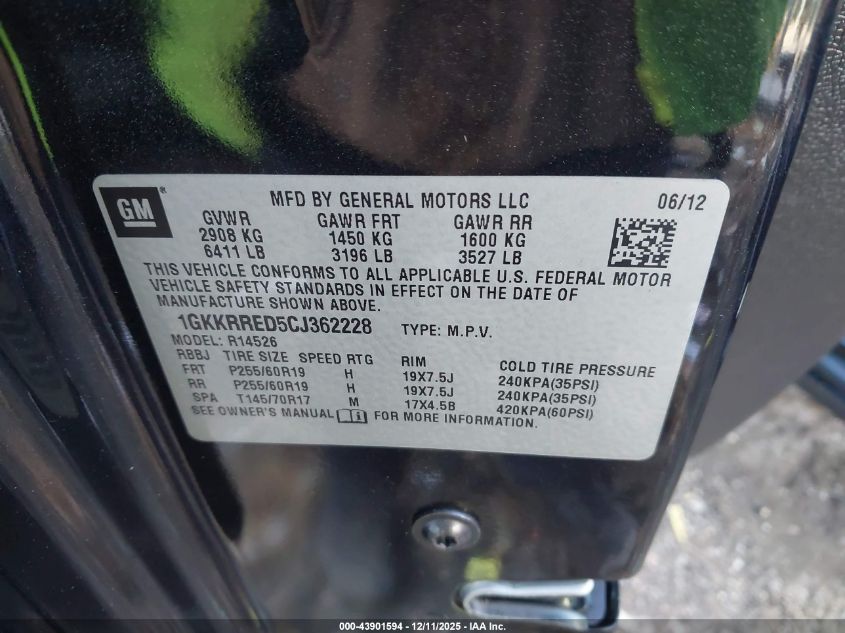 GM ® MFD BY GENERAL MOTORS LLC 06/12
GVWR GAWR FRT GAWR RR
2908 KG 1450 KG 1600 KG
6411 LB 3196 LB 3527 LB
THIS VEHICLE CONFORMS TO ALL APPLICABLE U.S. FEDERAL MOTOR
VEHICLE SAFETY STANDARDS IN EFFECT ON THE DATE OF
MANUFACTURE SHOWN ABOVE.
1GKKRRED5CJ362228 TYPE: M.P.V.
MODEL: R14526
RBBJ TIRE SIZE SPEED RTG RIM COLD TIRE PRESSURE
FRT P255/60R19 H 19X7.5J 240KPA(35PSI)
RR P255/60R19 H 19X7.5J 240KPA(35PSI)
SPA T145/70R17 M 17X4.5B 420KPA(60PSI)
SEE OWNER'S MANUAL i FOR MORE INFORMATION.
000-43901594 - 12/11/2025 - IAA Inc.